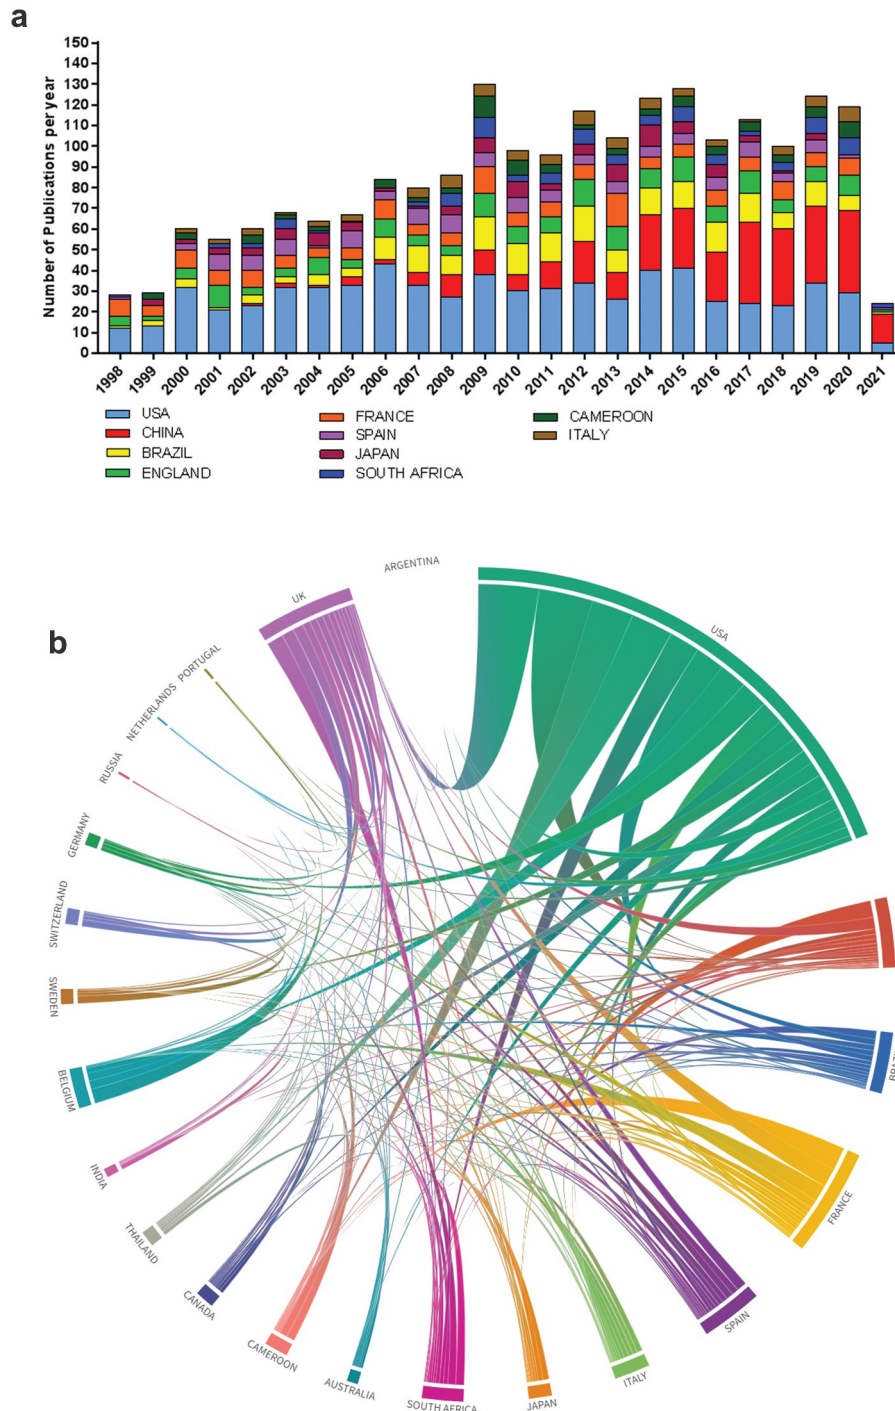 a
Number of Publications per year
150
140
130
120
110
100
90
80
70
60
50
40
30
20
10
0
1998 1999 2000 2001 2002 2003 2004 2005 2006 2007 2008 2009 2010 2011 2012 2013 2014 2015 2016 2017 2018 2019 2020 2021
USA
CHINA
BRAZIL
ENGLAND
FRANCE
SPAIN
JAPAN
SOUTH AFRICA
CAMEROON
ITALY
b
ARGENTINA
USA
UK
PORTUGAL
NETHERLANDS
RUSSIA
GERMANY
SWITZERLAND
SWEDEN
BELGIUM
INDIA
THAILAND
CANADA
CAMEROON
AUSTRALIA
SOUTH AFRICA
JAPAN
ITALY
SPAIN
FRANCE